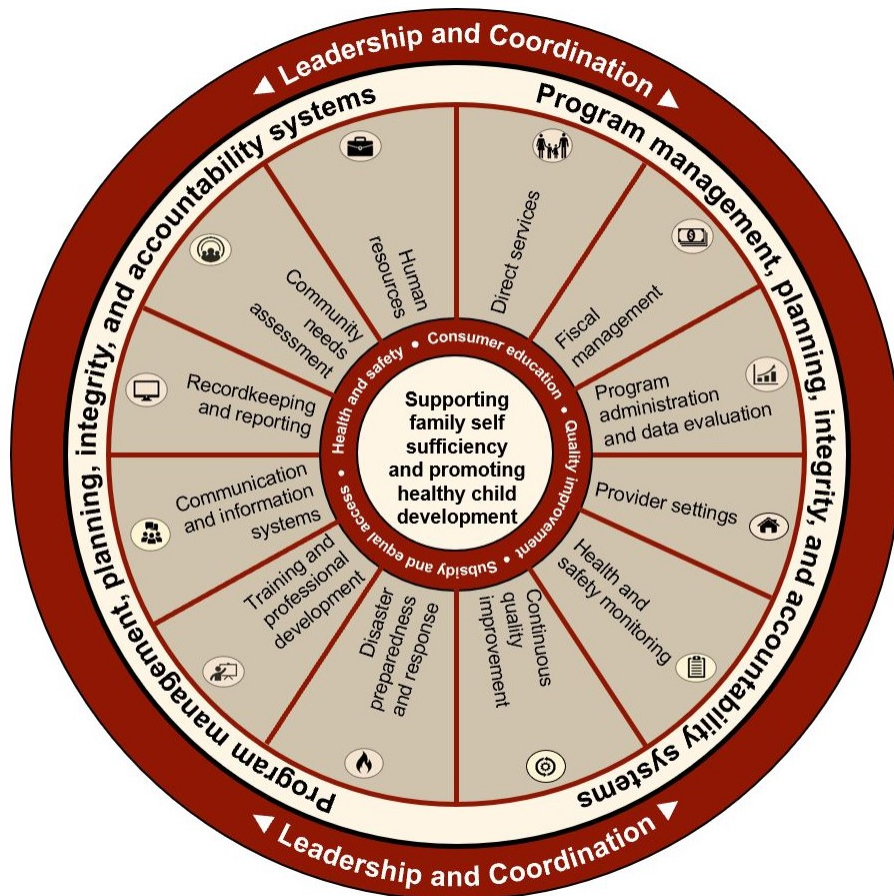 ◀ Leadership and Coordination ▶
Program management, planning, integrity, and accountability systems
Program management, planning, integrity, and accountability systems
Direct services
Fiscal
management
Program
administration
and data evaluation
Provider settings
Health and
safety monitoring
Continuous
quality
improvement
Disaster
preparedness
and response
Training and
professional
development
Communication
and information
systems
Recordkeeping
and reporting
Community
needs
assessment
Human
resources
Health and safety • Consumer education • Quality improvement • Subsidy and equal access •
Supporting
family self
sufficiency
and promoting
healthy child
development
◀ Leadership and Coordination ▶